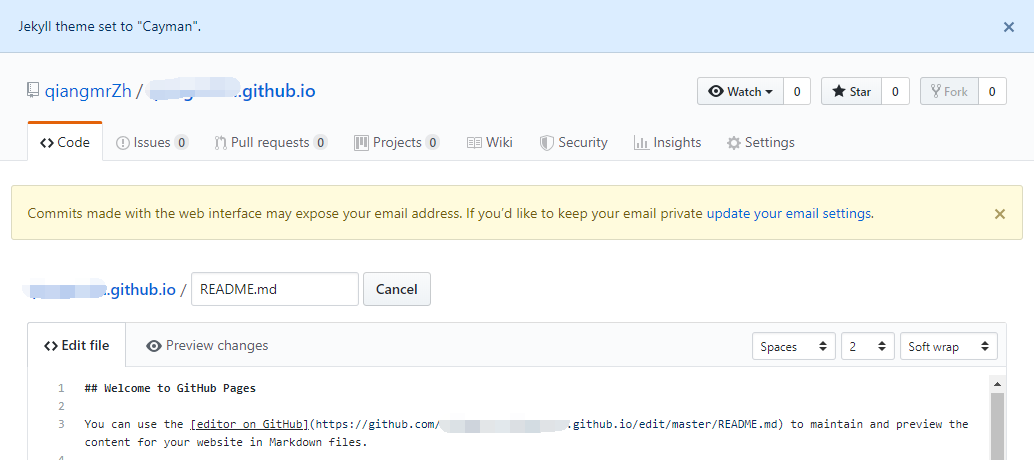 Jekyll theme set to "Cayman".
qiangmrZh / .github.io
Watch 0 Star 0 Fork 0
Code Issues 0 Pull requests 0 Projects 0 Wiki Security Insights Settings
Commits made with the web interface may expose your email address. If you'd like to keep your email private update your email settings.
.github.io / README.md Cancel
Edit file Preview changes Spaces 2 Soft wrap
1 ## Welcome to GitHub Pages
2
3 You can use the [editor on GitHub](https://github.com/ .github.io/edit/master/README.md) to maintain and preview the
content for your website in Markdown files.